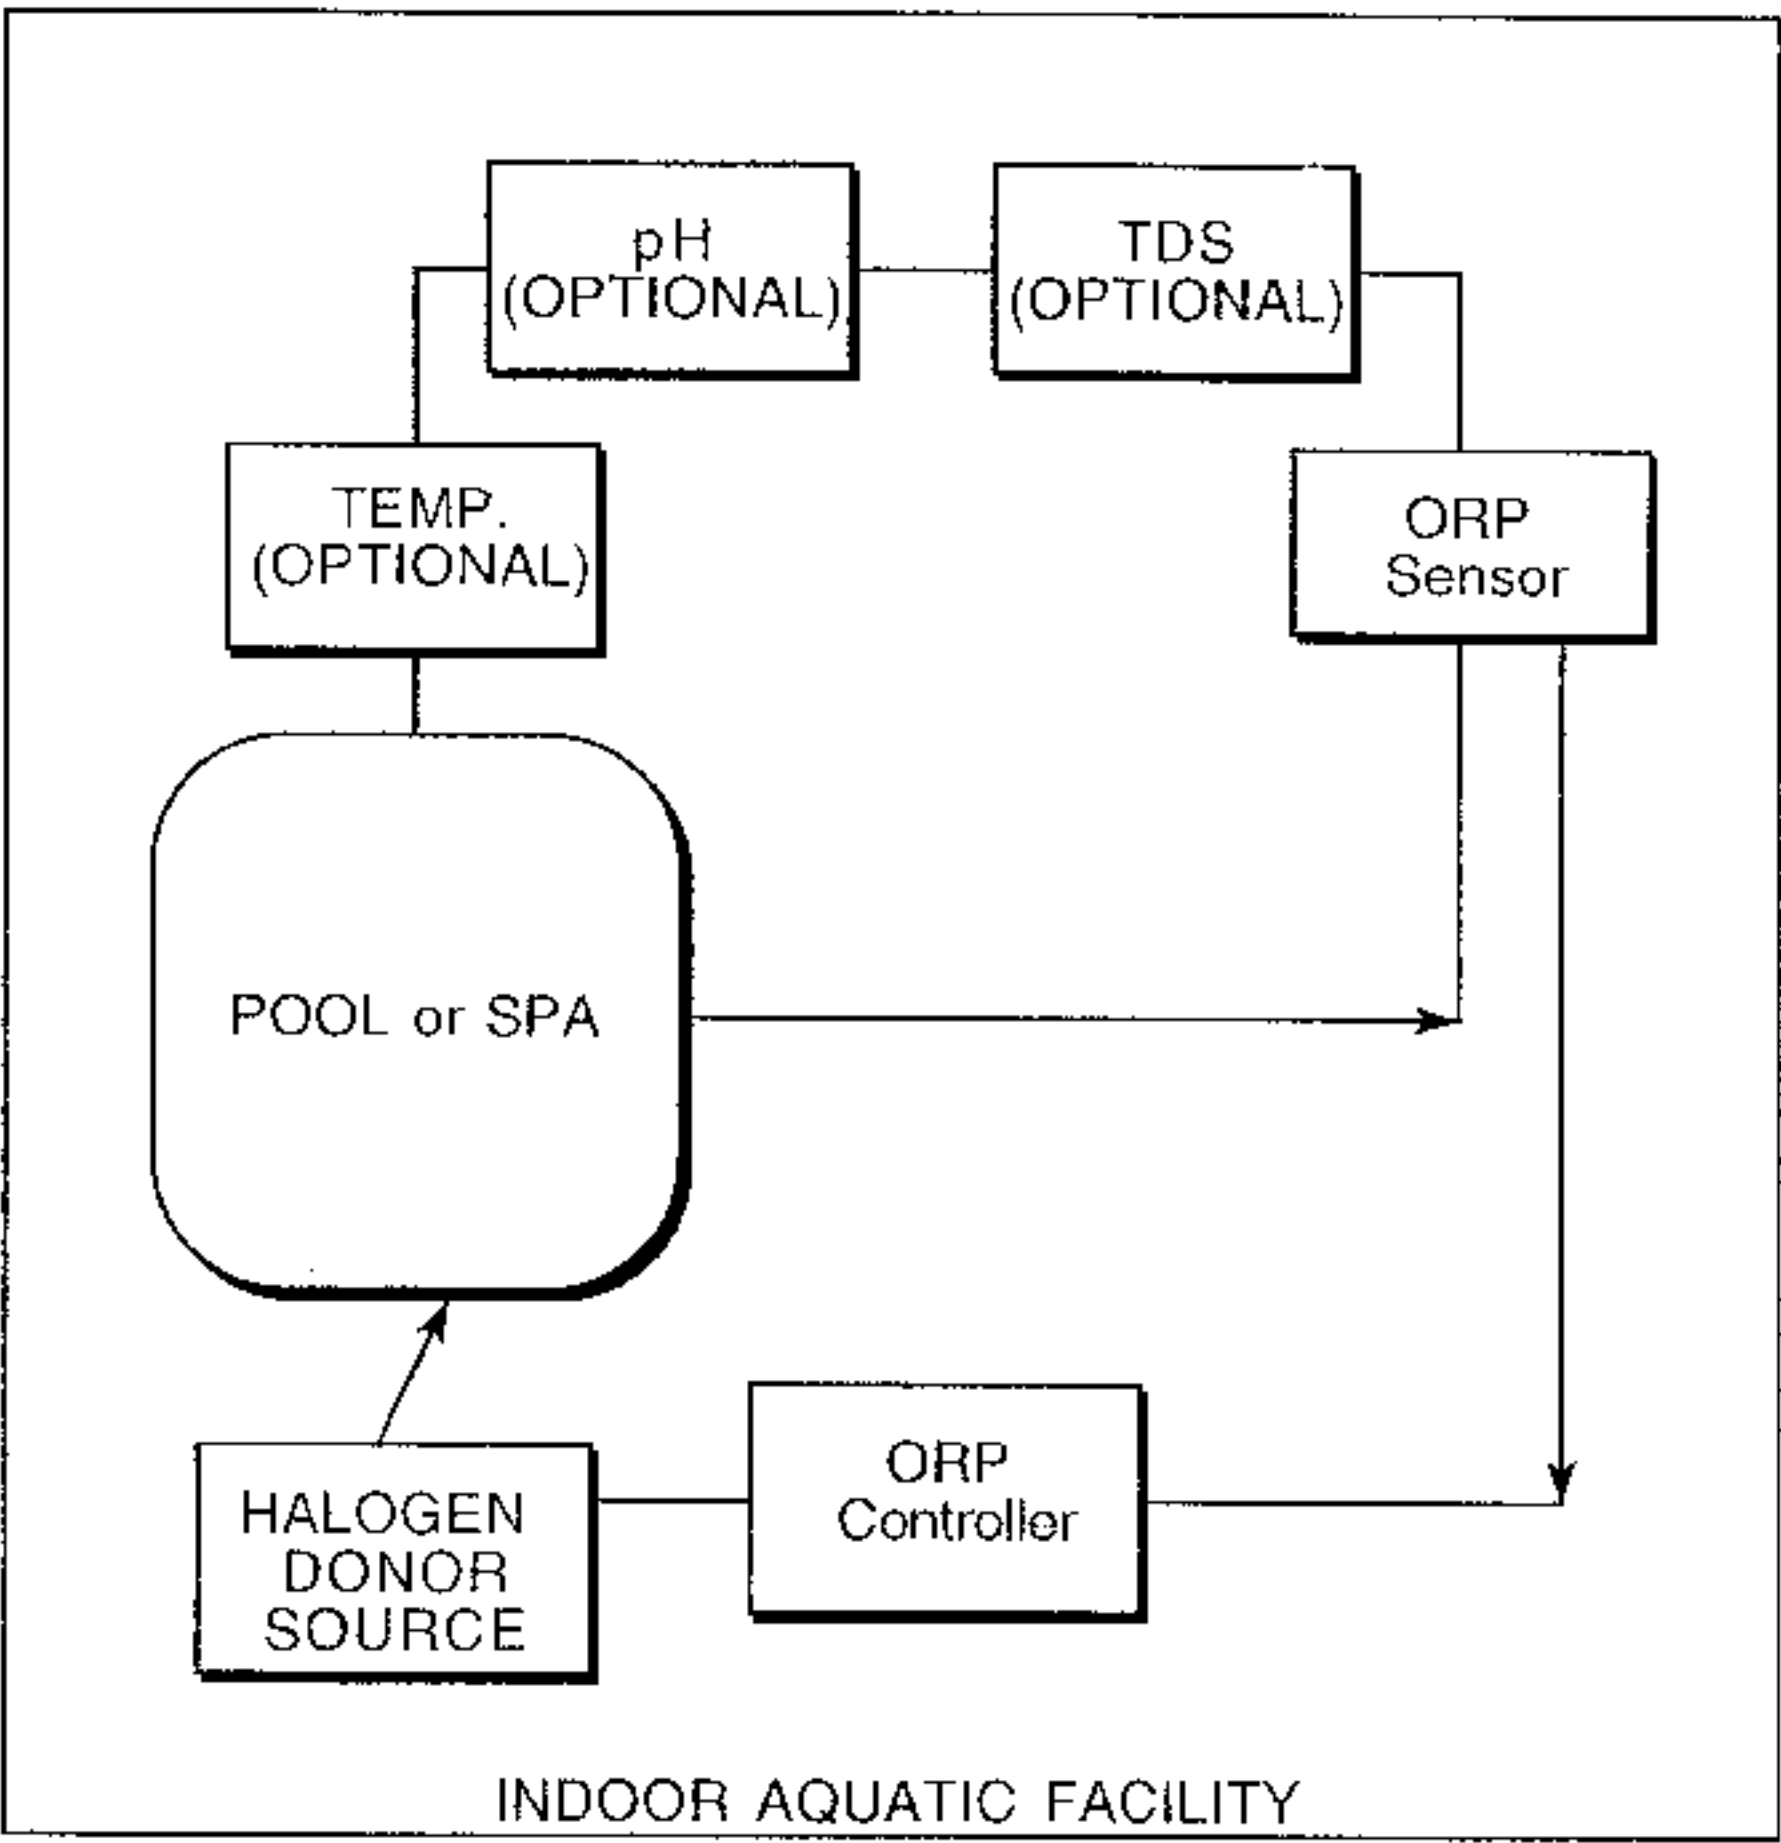 pH
(OPTIONAL)
TDS
(OPTIONAL)
TEMP.
(OPTIONAL)
ORP
Sensor
POOL or SPA
ORP
Controller
HALOGEN
DONOR
SOURCE
INDOOR AQUATIC FACILITY